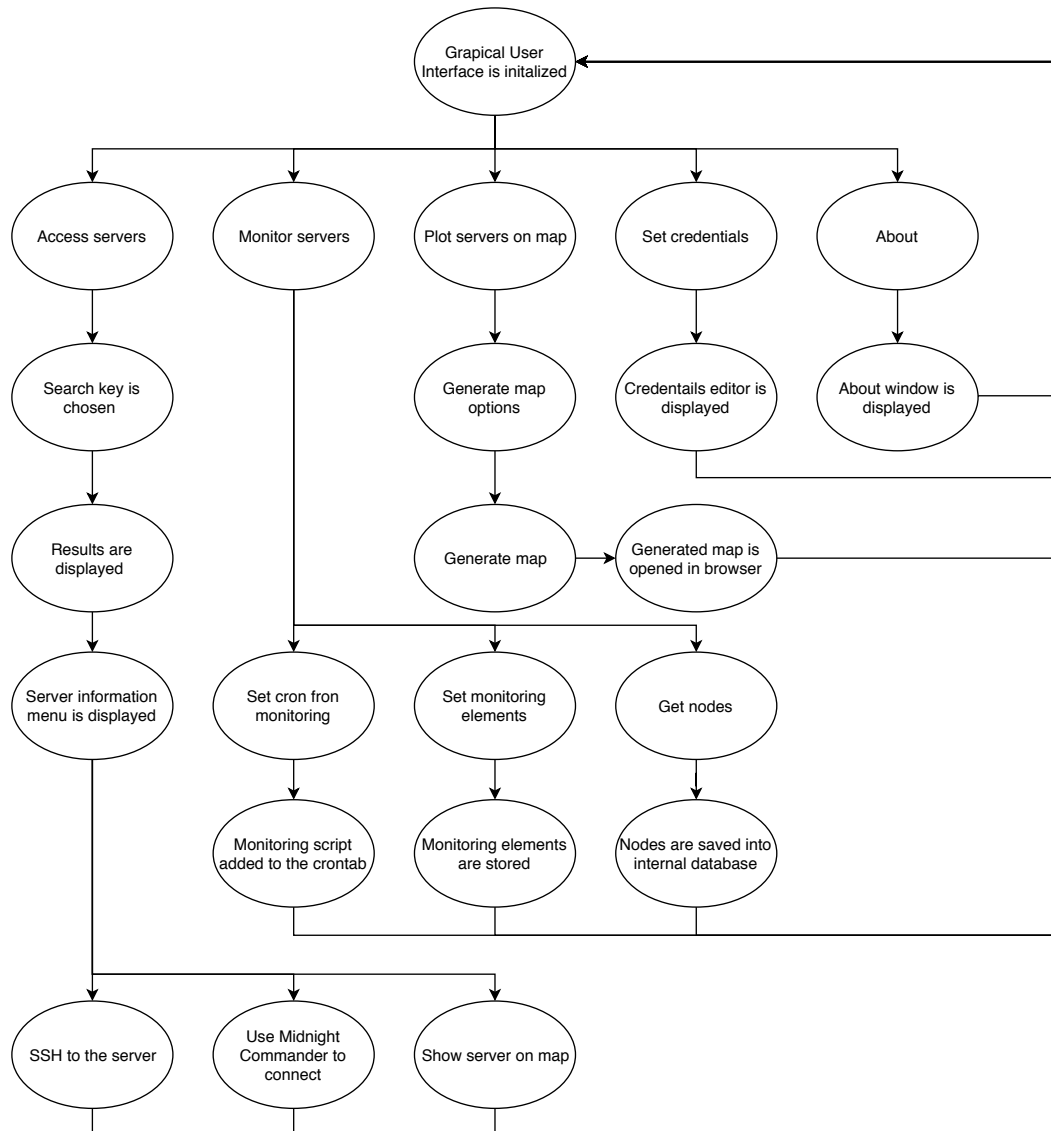 Grapical User
Interface is initalized
Access servers
Monitor servers
Plot servers on map
Set credentials
About
Search key is
chosen
Generate map
options
Credentails editor is
displayed
About window is
displayed
Results are
displayed
Generate map
Generated map is
opened in browser
Server information
menu is displayed
Set cron fron
monitoring
Set monitoring
elements
Get nodes
Monitoring script
added to the crontab
Monitoring elements
are stored
Nodes are saved into
internal database
SSH to the server
Use Midnight
Commander to
connect
Show server on map